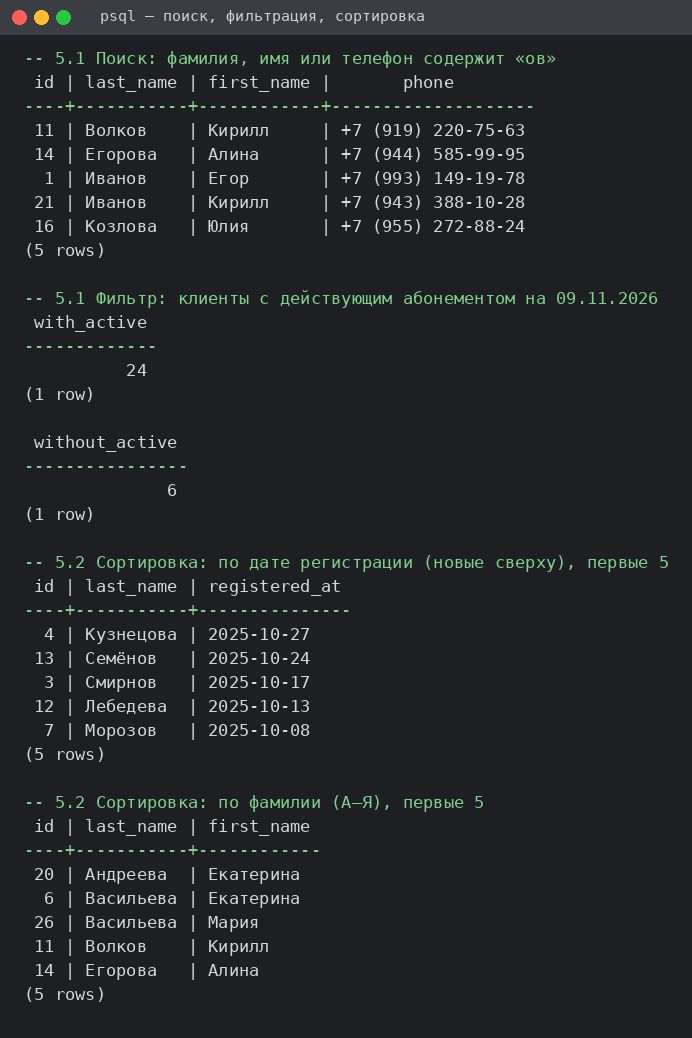 psql — поиск, фильтрация, сортировка
-- 5.1 Поиск: фамилия, имя или телефон содержит «ов»
 id | last_name | first_name |       phone
----+-----------+------------+--------------------
 11 | Волков    | Кирилл     | +7 (919) 220-75-63
 14 | Егорова   | Алина      | +7 (944) 585-99-95
  1 | Иванов    | Егор       | +7 (993) 149-19-78
 21 | Иванов    | Кирилл     | +7 (943) 388-10-28
 16 | Козлова   | Юлия       | +7 (955) 272-88-24
(5 rows)

-- 5.1 Фильтр: клиенты с действующим абонементом на 09.11.2026
 with_active
-------------
          24
(1 row)

 without_active
----------------
              6
(1 row)

-- 5.2 Сортировка: по дате регистрации (новые сверху), первые 5
 id | last_name | registered_at
----+-----------+---------------
  4 | Кузнецова | 2025-10-27
 13 | Семёнов   | 2025-10-24
  3 | Смирнов   | 2025-10-17
 12 | Лебедева  | 2025-10-13
  7 | Морозов   | 2025-10-08
(5 rows)

-- 5.2 Сортировка: по фамилии (А–Я), первые 5
 id | last_name | first_name
----+-----------+------------
 20 | Андреева  | Екатерина
  6 | Васильева | Екатерина
 26 | Васильева | Мария
 11 | Волков    | Кирилл
 14 | Егорова   | Алина
(5 rows)